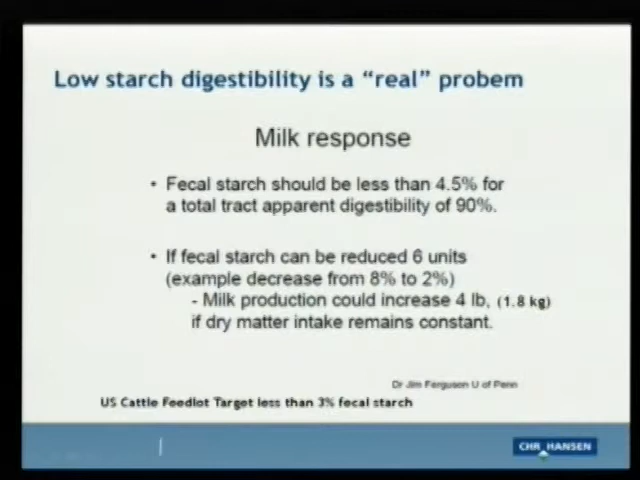 Low starch digestibility is a “real” probem
Milk response
• Fecal starch should be less than 4.5% for
a total tract apparent digestibility of 90%.
• If fecal starch can be reduced 6 units
(example decrease from 8% to 2%)
- Milk production could increase 4 lb, (1.8 kg)
if dry matter intake remains constant.
Dr Jim Ferguson U of Penn
US Cattle Feedlot Target less than 3% fecal starch
CHR HANSEN